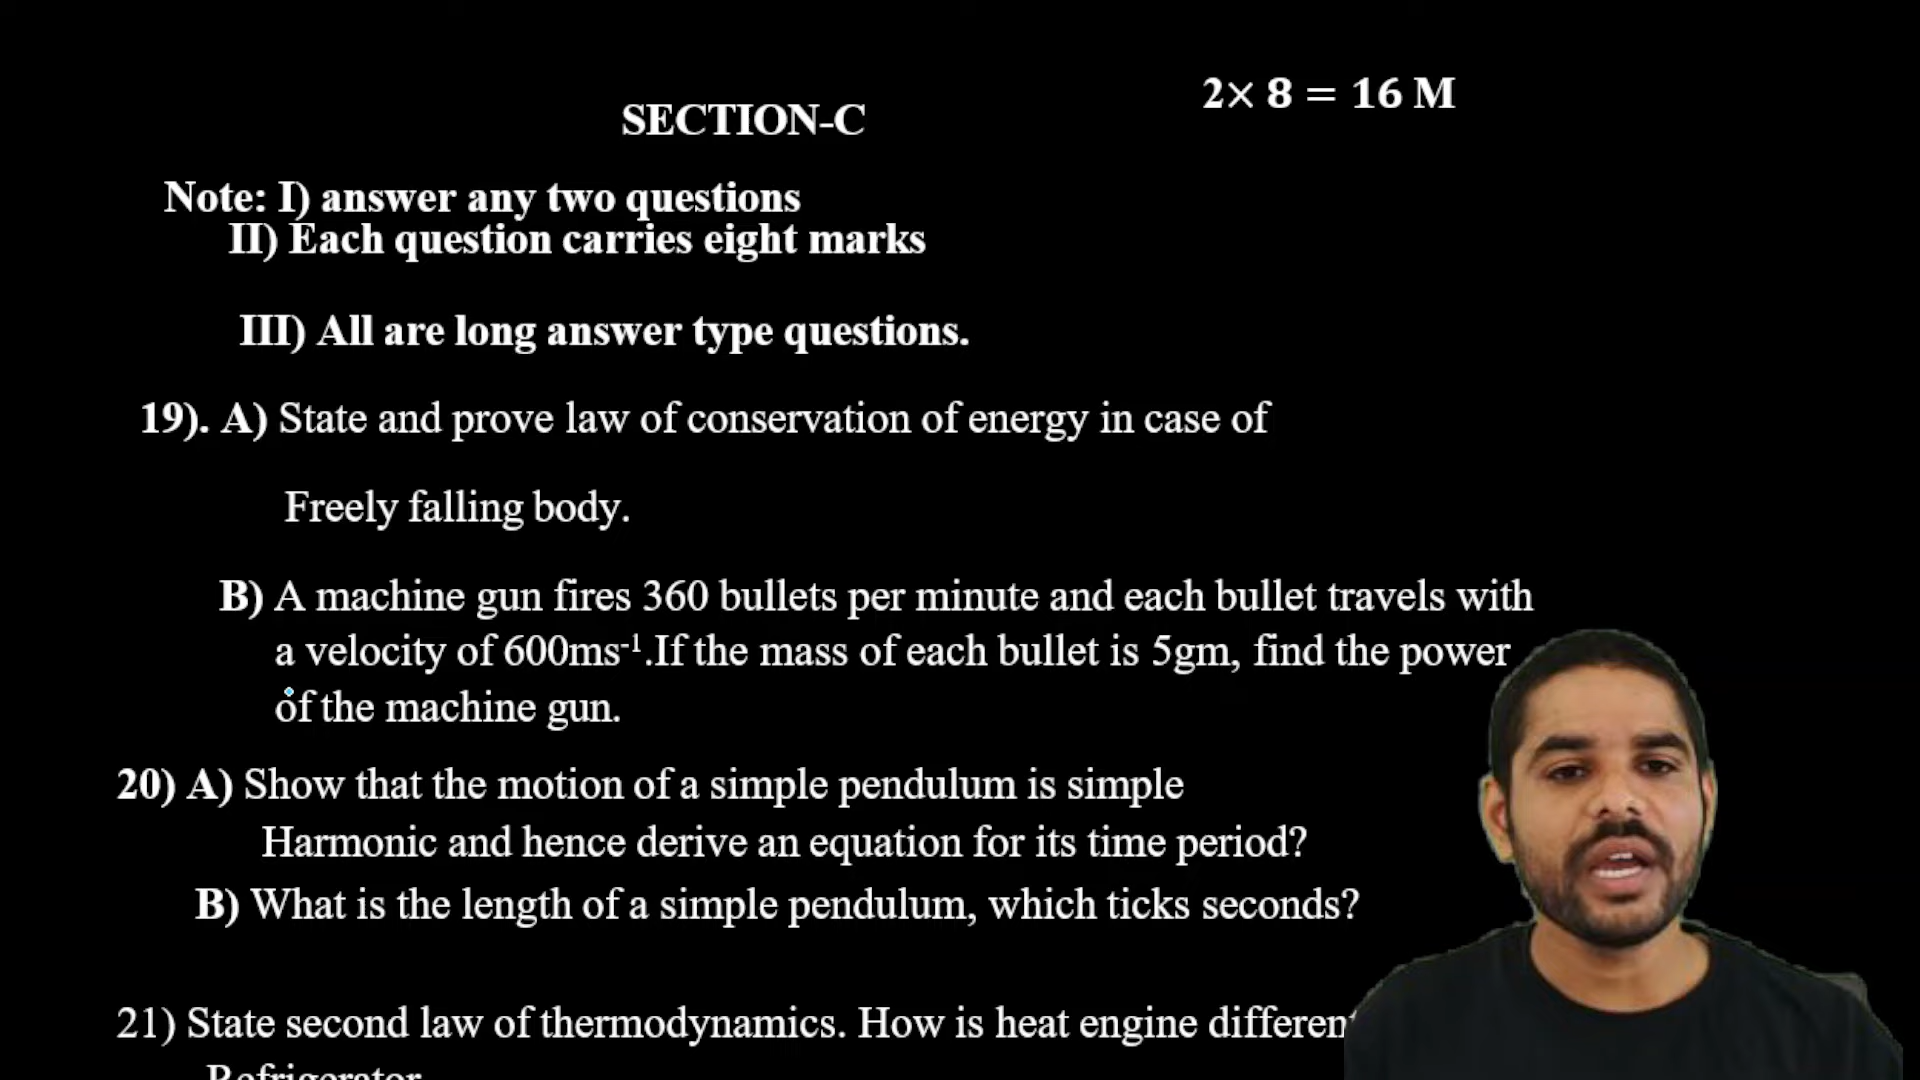 2× 8 = 16 M
SECTION-C
Note: I) answer any two questions
II) Each question carries eight marks
III) All are long answer type questions.
19). A) State and prove law of conservation of energy in case of
Freely falling body.
B) A machine gun fires 360 bullets per minute and each bullet travels with
a velocity of 600ms⁻¹.If the mass of each bullet is 5gm, find the power
of the machine gun.
20) A) Show that the motion of a simple pendulum is simple
Harmonic and hence derive an equation for its time period?
B) What is the length of a simple pendulum, which ticks seconds?
21) State second law of thermodynamics. How is heat engine different
Refrigerator